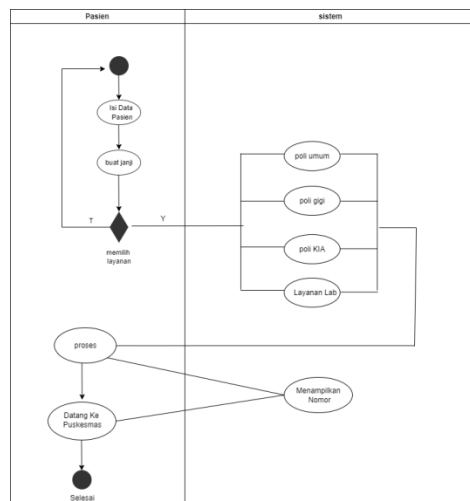 Pasien
sistem
Isi Data
Pasien
buat janji
T
Y
memilih
layanan
poli umum
poli gigi
poli KIA
Layanan Lab
proses
Menampilkan
Nomor
Datang Ke
Puskesmas
Selesai